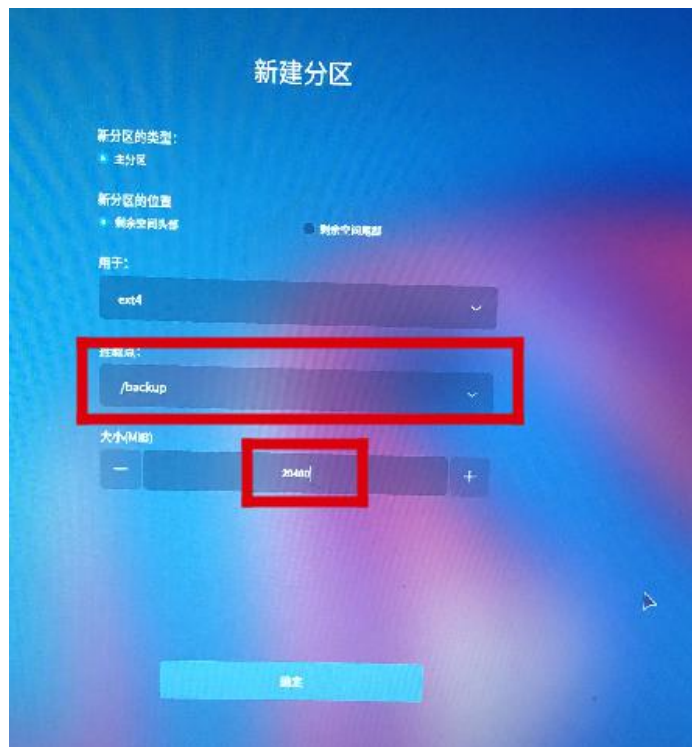 新建分区
新分区的类型:
主分区
新分区的位置
剩余空间头部
剩余空间尾部
用于:
ext4
挂载点:
/backup
大小(MiB)
20480
确定